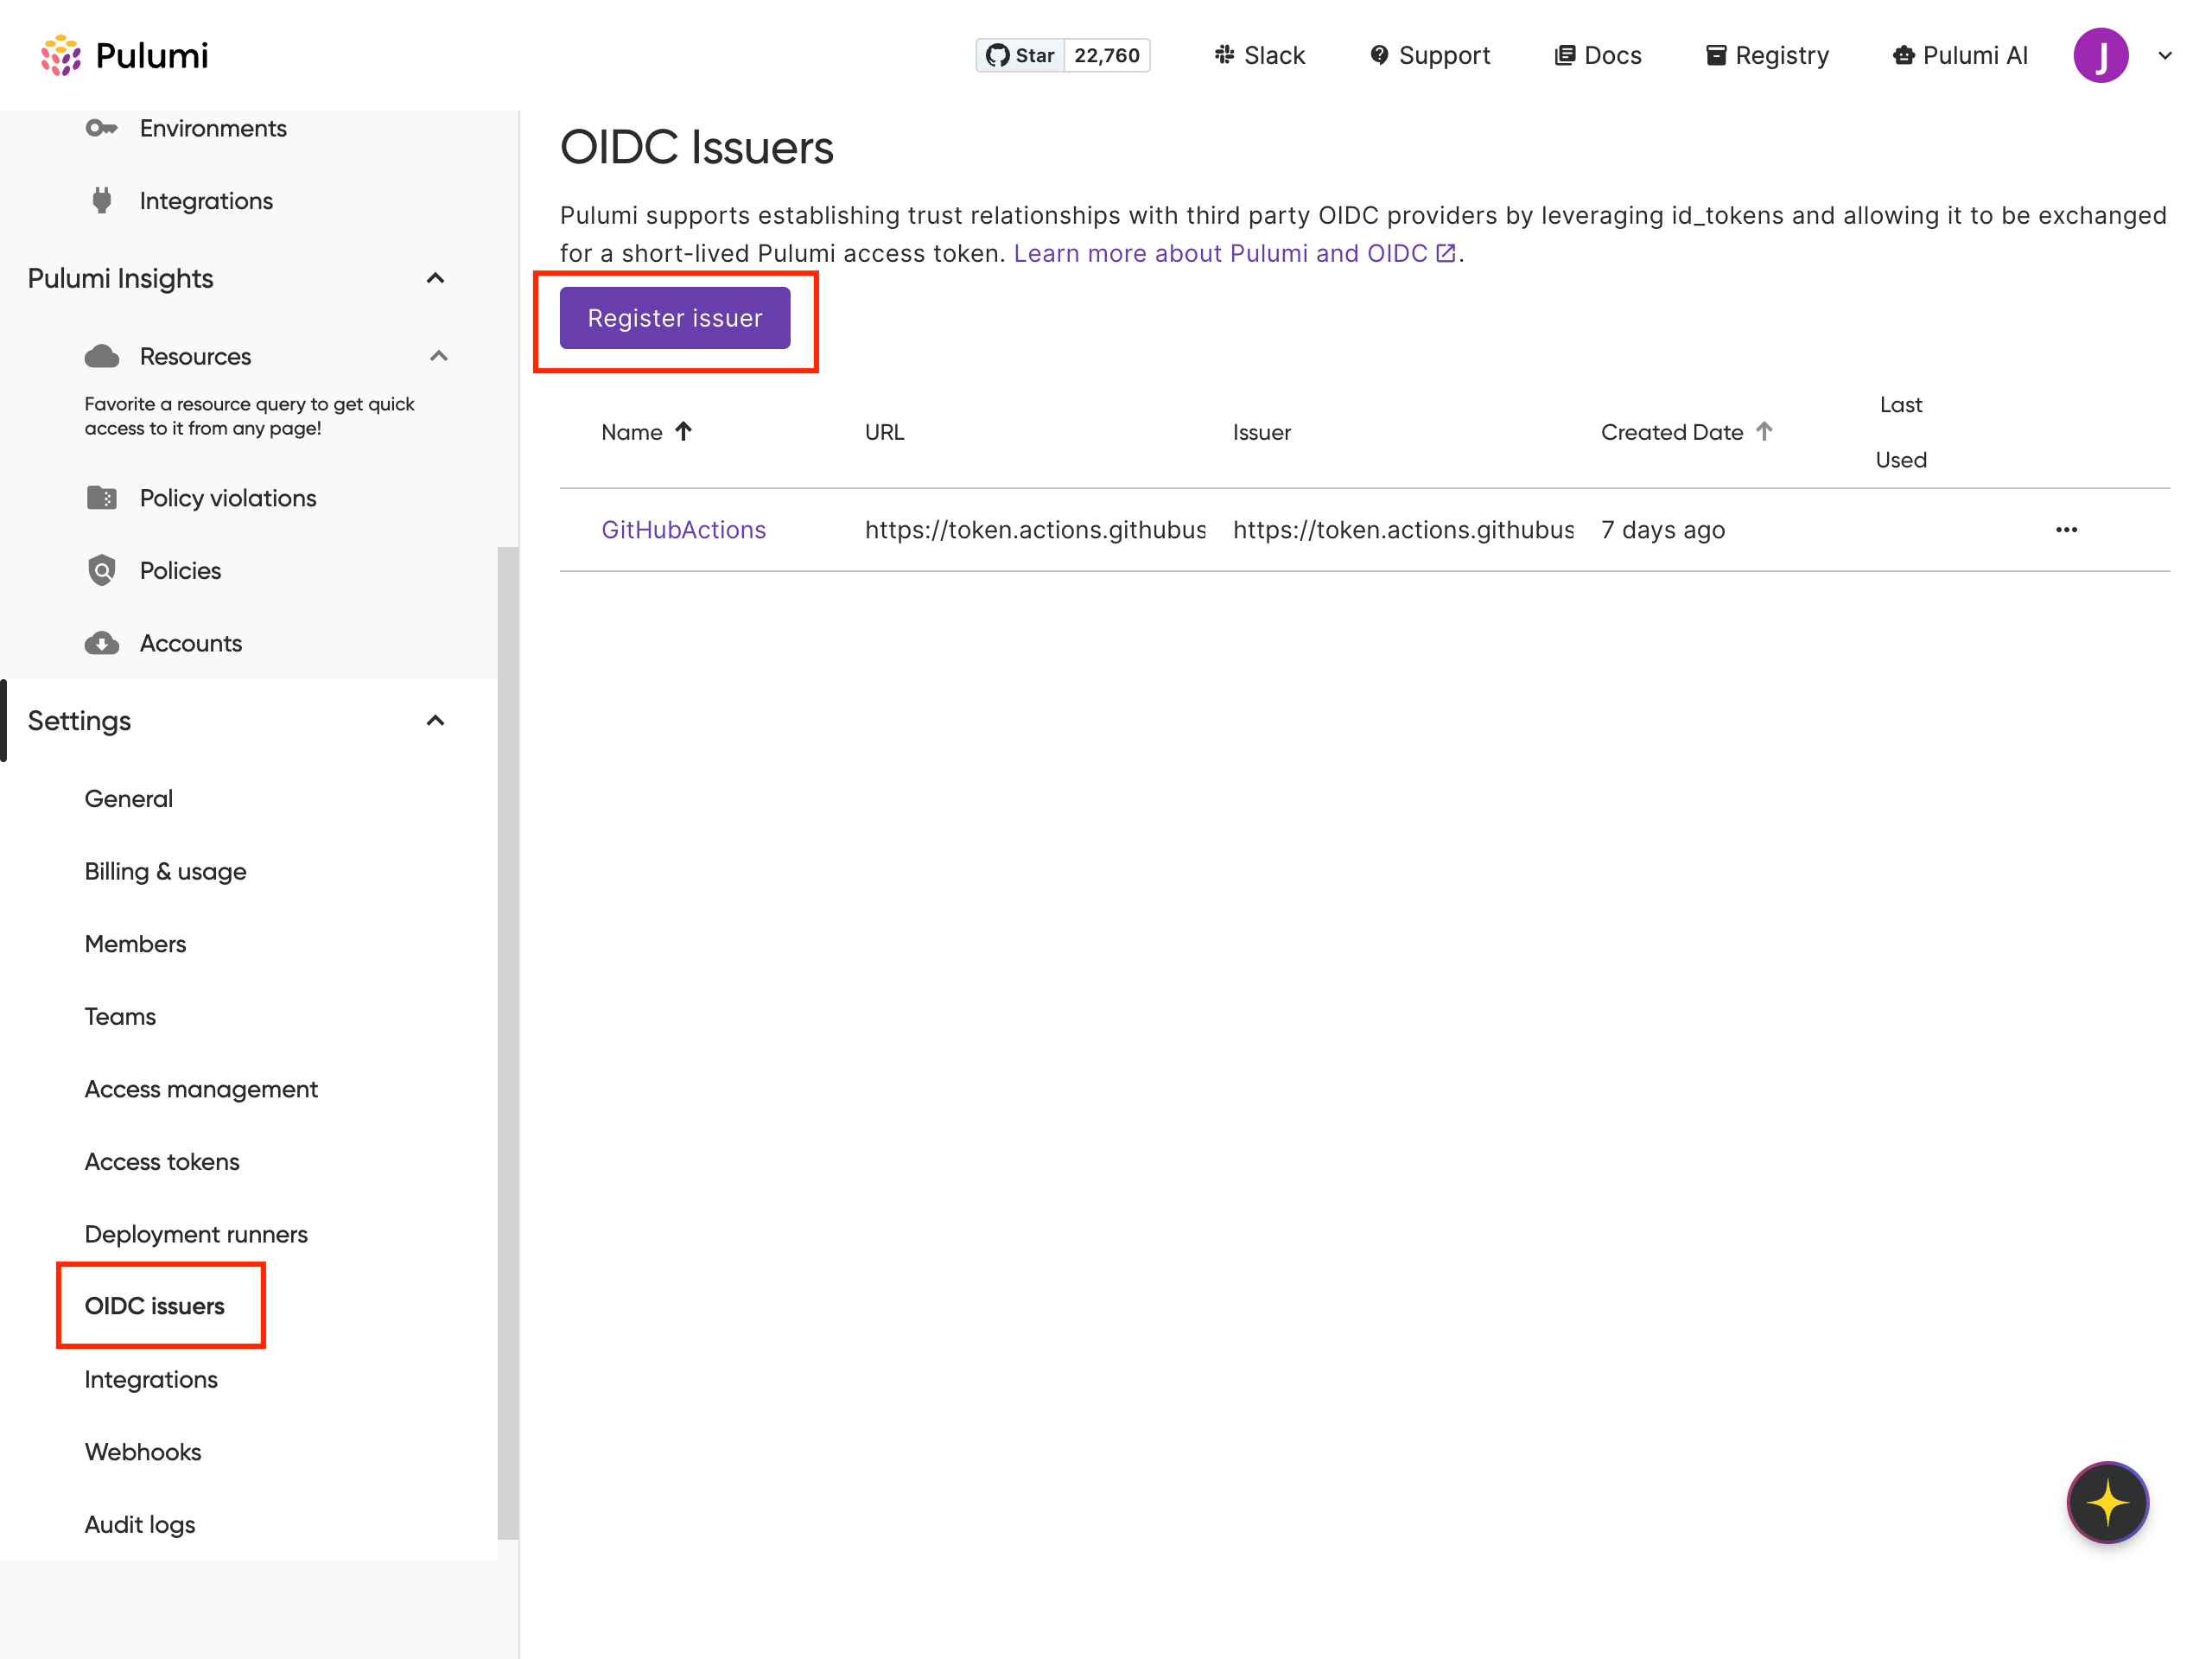 Pulumi
Star 22,760
Slack
Support
Docs
Registry
Pulumi AI
J
Environments
Integrations
Pulumi Insights
Resources
Favorite a resource query to get quick
access to it from any page!
Policy violations
Policies
Accounts
Settings
General
Billing & usage
Members
Teams
Access management
Access tokens
Deployment runners
OIDC issuers
Integrations
Webhooks
Audit logs
OIDC Issuers
Pulumi supports establishing trust relationships with third party OIDC providers by leveraging id_tokens and allowing it to be exchanged
for a short-lived Pulumi access token. Learn more about Pulumi and OIDC.
Register issuer
Name URL Issuer Created Date Last Used
GitHubActions https://token.actions.githubus https://token.actions.githubus 7 days ago